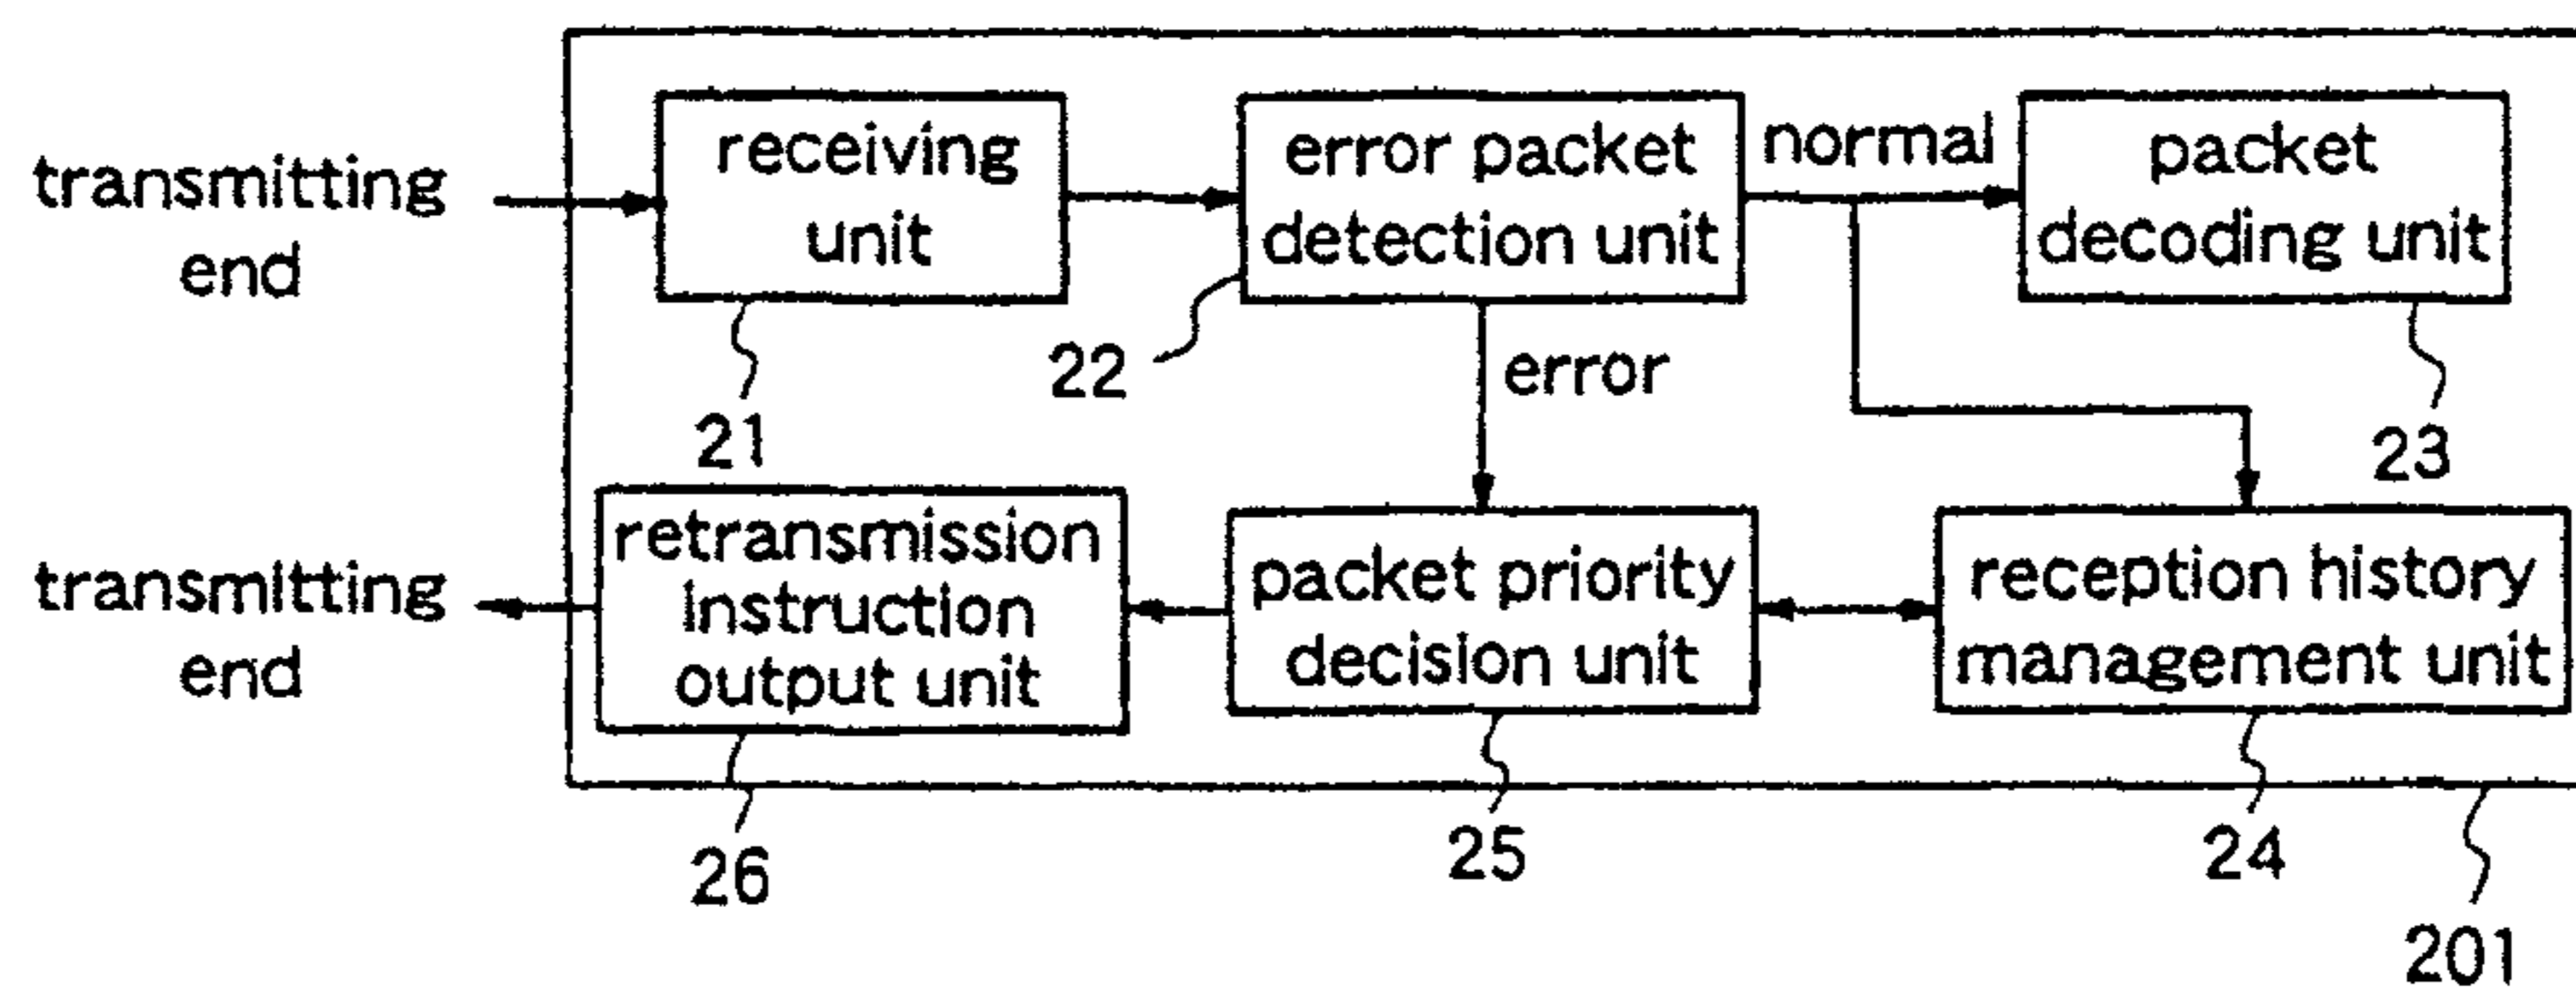 transmitting
end
receiving
unit
error packet
detection unit
normal
packet
decoding unit
21
22
error
23
transmitting
end
retransmission
instruction
output unit
packet priority
decision unit
reception history
management unit
26
25
24
201